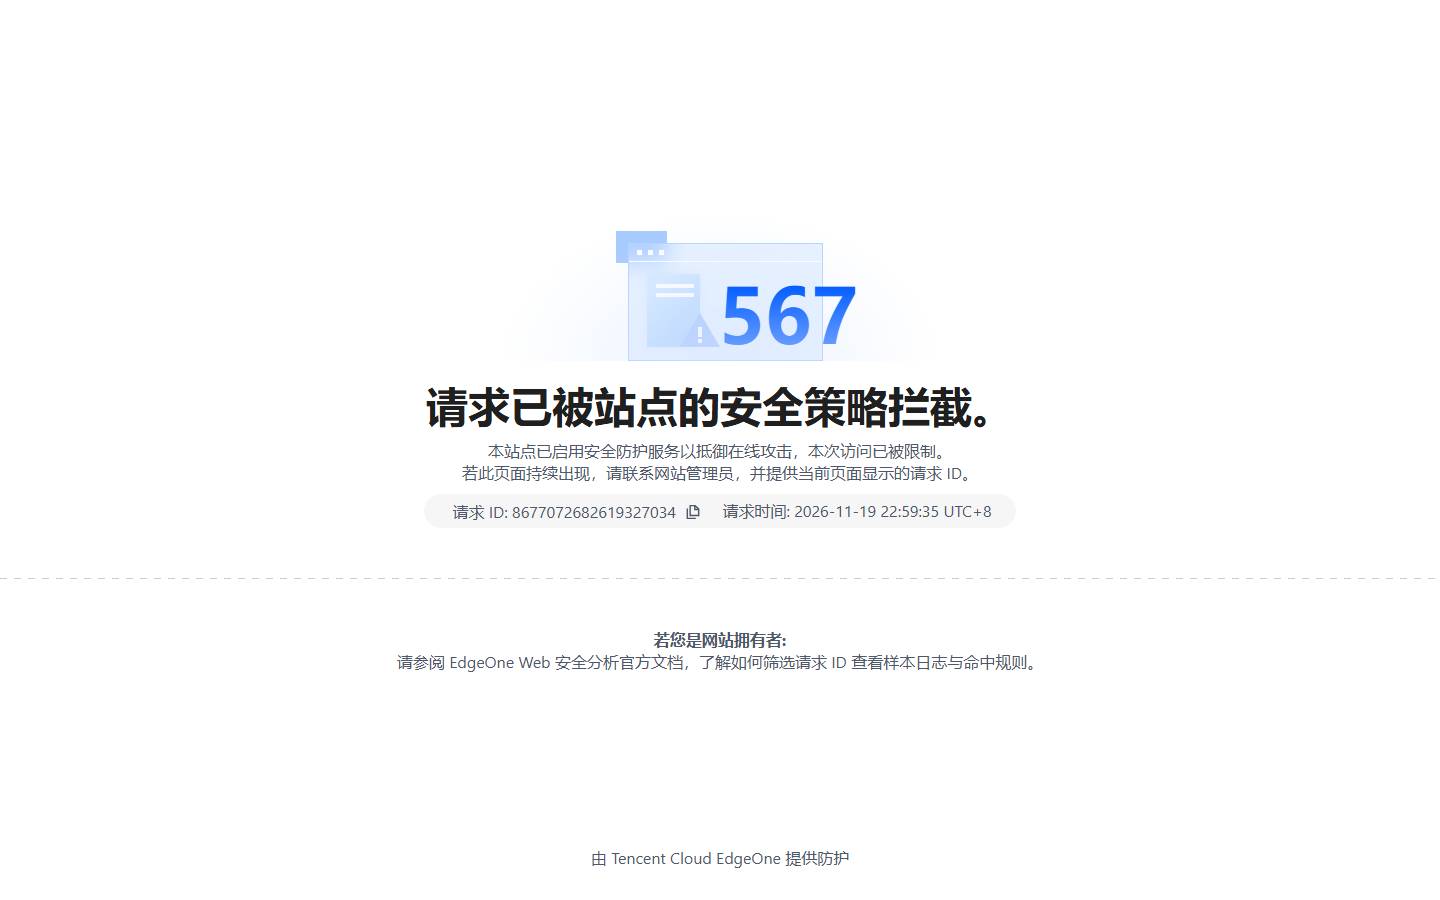 567
请求已被站点的安全策略拦截。
本站点已启用安全防护服务以抵御在线攻击，本次访问已被限制。
若此页面持续出现，请联系网站管理员，并提供当前页面显示的请求 ID。
请求 ID: 8677072682619327034 请求时间: 2026-11-19 22:59:35 UTC+8
若您是网站拥有者:
请参阅 EdgeOne Web 安全分析官方文档，了解如何筛选请求 ID 查看样本日志与命中规则。
由 Tencent Cloud EdgeOne 提供防护